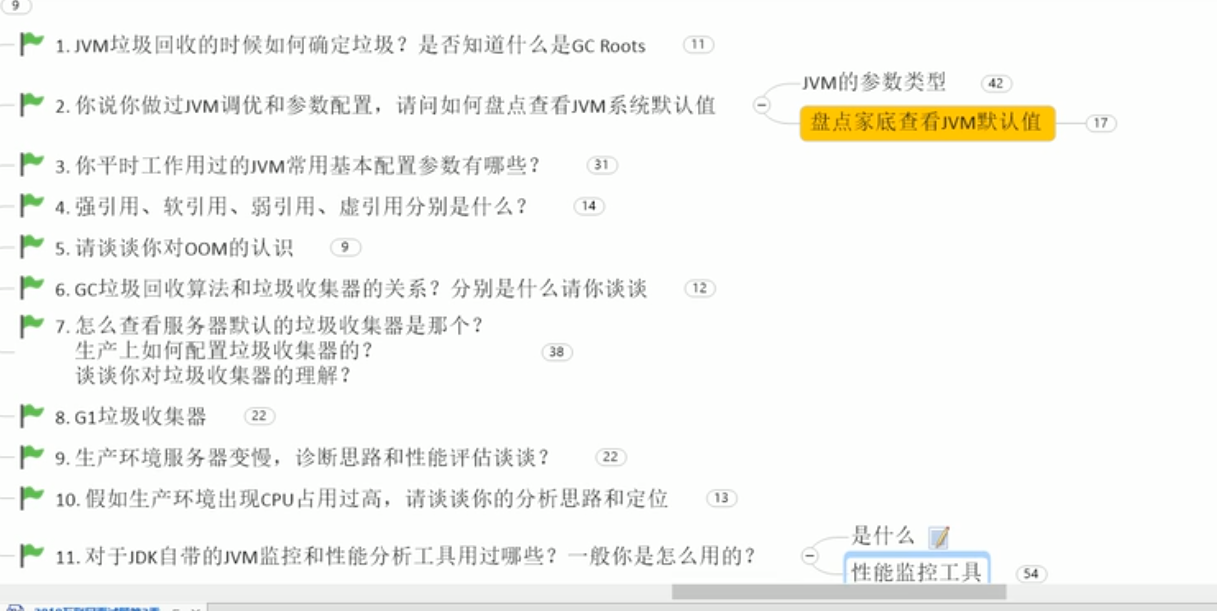 9
1. JVM垃圾回收的时候如何确定垃圾？是否知道什么是GC Roots 11
2. 你说你做过JVM调优和参数配置，请问如何盘点查看JVM系统默认值
JVM的参数类型 42
盘点家底查看JVM默认值 17
3. 你平时工作用过的JVM常用基本配置参数有哪些？ 31
4. 强引用、软引用、弱引用、虚引用分别是什么？ 14
5. 请谈谈你对OOM的认识 9
6. GC垃圾回收算法和垃圾收集器的关系？分别是什么请你谈谈 12
7. 怎么查看服务器默认的垃圾收集器是那个？
生产上如何配置垃圾收集器的？ 38
谈谈你对垃圾收集器的理解？
8. G1垃圾收集器 22
9. 生产环境服务器变慢，诊断思路和性能评估谈谈？ 22
10. 假如生产环境出现CPU占用过高，请谈谈你的分析思路和定位 13
11. 对于JDK自带的JVM监控和性能分析工具用过哪些？一般你是怎么用的？
是什么
性能监控工具 54